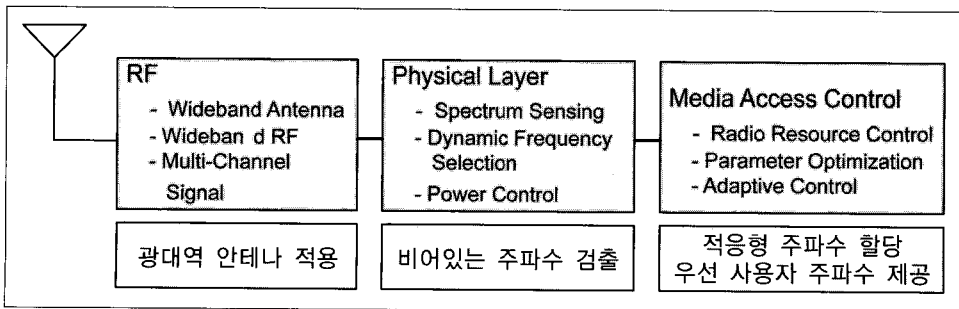 RF
- Wideband Antenna
- Wideban d RF
- Multi-Channel
Signal
광대역 안테나 적용
Physical Layer
- Spectrum Sensing
- Dynamic Frequency
Selection
- Power Control
비어있는 주파수 검출
Media Access Control
- Radio Resource Control
- Parameter Optimization
- Adaptive Control
적응형 주파수 할당
우선 사용자 주파수 제공